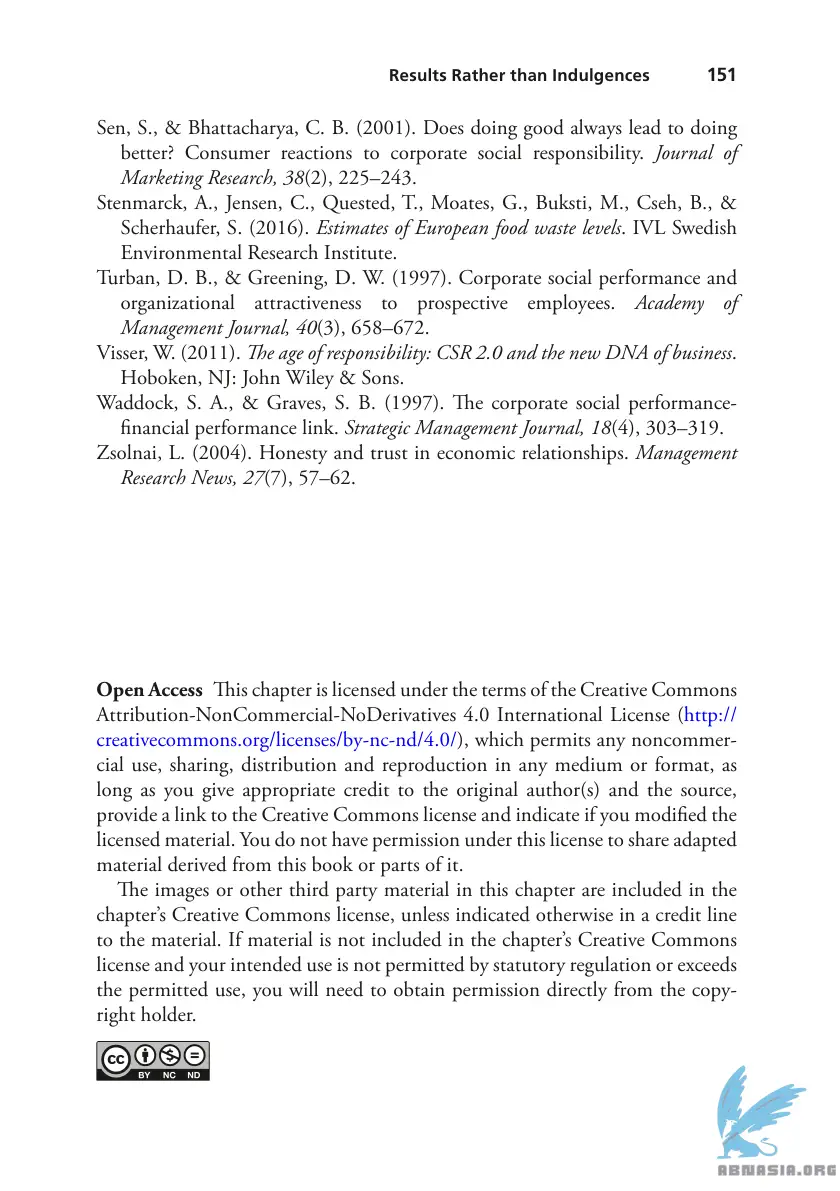 Results Rather than Indulgences 151
Sen, S., & Bhattacharya, C. B. (2001). Does doing good always lead to doing
better? Consumer reactions to corporate social responsibility. Journal of
Marketing Research, 38(2), 225–243.
Stenmarck, A., Jensen, C., Quested, T., Moates, G., Buksti, M., Cseh, B., &
Scherhaufer, S. (2016). Estimates of European food waste levels. IVL Swedish
Environmental Research Institute.
Turban, D. B., & Greening, D. W. (1997). Corporate social performance and
organizational attractiveness to prospective employees. Academy of
Management Journal, 40(3), 658–672.
Visser, W. (2011). The age of responsibility: CSR 2.0 and the new DNA of business.
Hoboken, NJ: John Wiley & Sons.
Waddock, S. A., & Graves, S. B. (1997). The corporate social performance-
financial performance link. Strategic Management Journal, 18(4), 303–319.
Zsolnai, L. (2004). Honesty and trust in economic relationships. Management
Research News, 27(7), 57–62.
Open Access This chapter is licensed under the terms of the Creative Commons
Attribution-NonCommercial-NoDerivatives 4.0 International License (http://
creativecommons.org/licenses/by-nc-nd/4.0/), which permits any noncommer-
cial use, sharing, distribution and reproduction in any medium or format, as
long as you give appropriate credit to the original author(s) and the source,
provide a link to the Creative Commons license and indicate if you modified the
licensed material. You do not have permission under this license to share adapted
material derived from this book or parts of it.
The images or other third party material in this chapter are included in the
chapter’s Creative Commons license, unless indicated otherwise in a credit line
to the material. If material is not included in the chapter’s Creative Commons
license and your intended use is not permitted by statutory regulation or exceeds
the permitted use, you will need to obtain permission directly from the copy-
right holder.
cc BY NC ND
ABNASIA.ORG